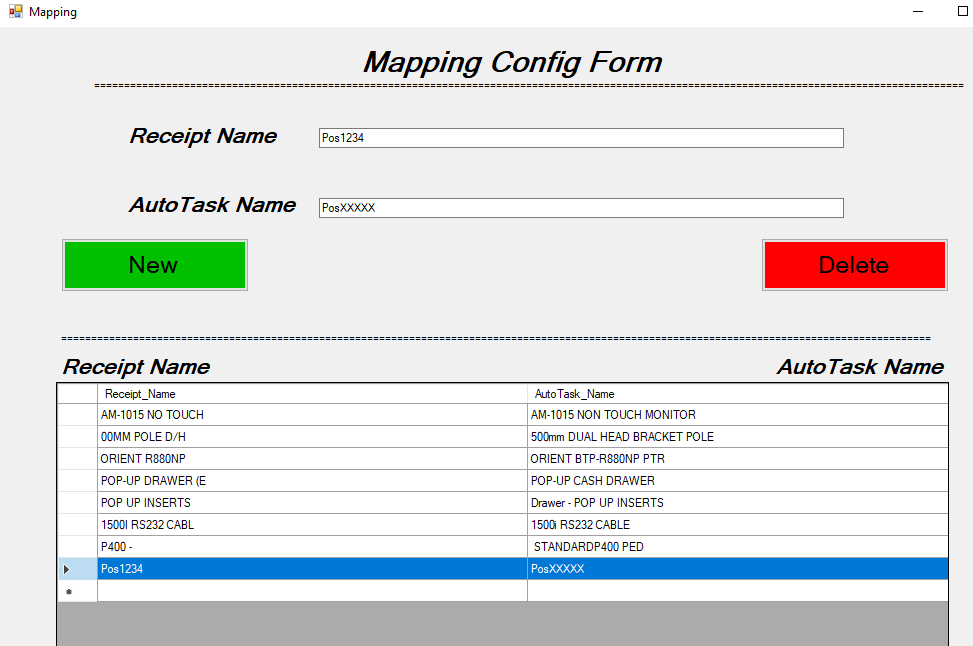 Mapping
Mapping Config Form
================================================================================================================================================
Receipt Name Pos1234
AutoTask Name PosXXXXX
New Delete
================================================================================================================================================
Receipt Name AutoTask Name
Receipt_Name AutoTask_Name
AM-1015 NO TOUCH AM-1015 NON TOUCH MONITOR
00MM POLE D/H 500mm DUAL HEAD BRACKET POLE
ORIENT R880NP ORIENT BTP-R880NP PTR
POP-UP DRAWER (E POP-UP CASH DRAWER
POP UP INSERTS Drawer - POP UP INSERTS
1500I RS232 CABL 1500i RS232 CABLE
P400 - STANDARDP400 PED
Pos1234 PosXXXXX